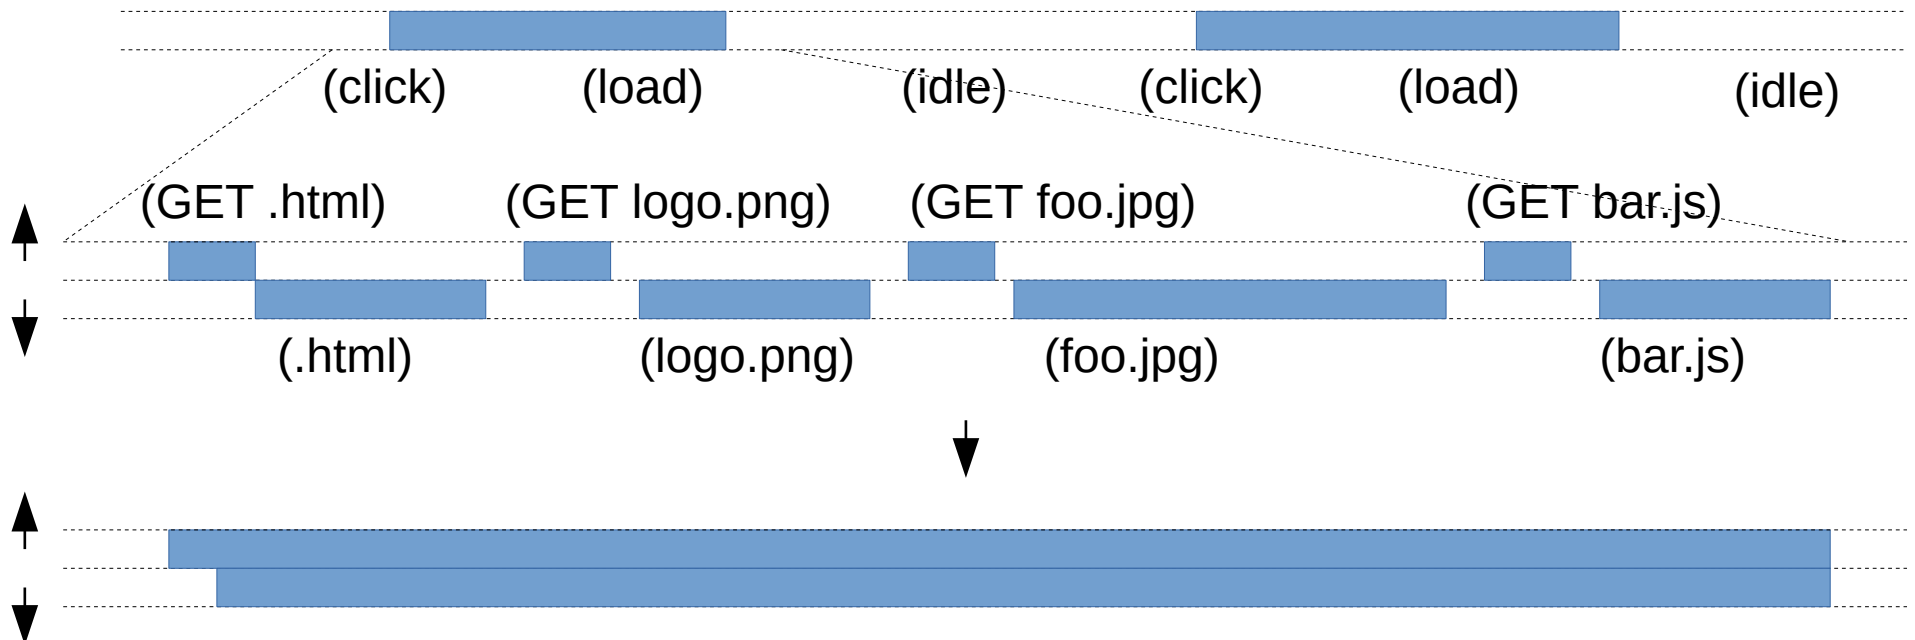 (click) (load) (idle) (click) (load) (idle)
(GET .html) (GET logo.png) (GET foo.jpg) (GET bar.js)
(.html) (logo.png) (foo.jpg) (bar.js)